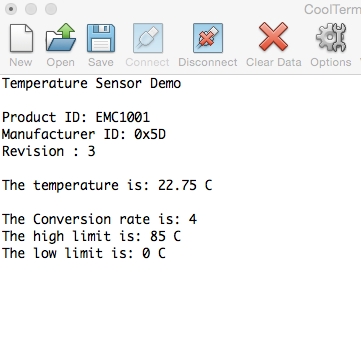 CoolTerm
New Open Save Connect Disconnect Clear Data Options
Temperature Sensor Demo
Product ID: EMC1001
Manufacturer ID: 0x5D
Revision : 3
The temperature is: 22.75 C
The Conversion rate is: 4
The high limit is: 85 C
The low limit is: 0 C